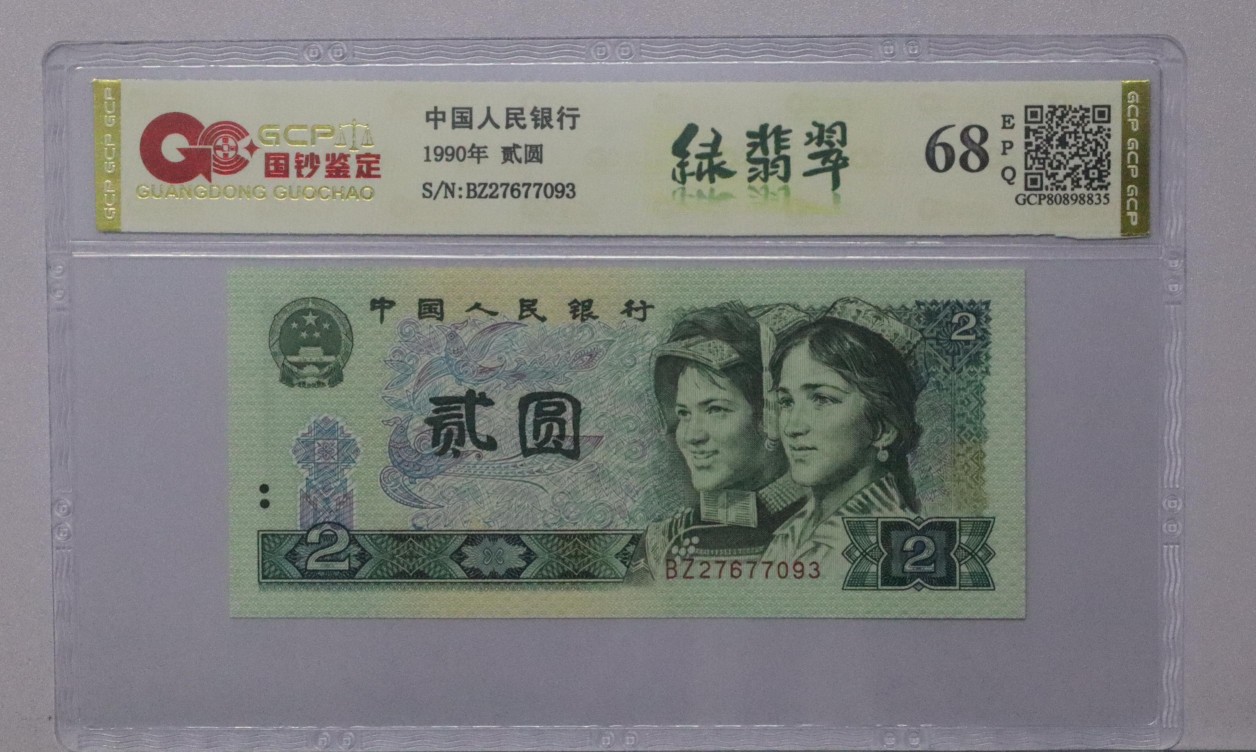 GCP GCP GCP
GCP
国钞鉴定
GUANGDONG GUOCHAO
中国人民银行
1990年 贰圆
S/N:BZ27677093
绿翡翠
68
EPQ
GCP80898835
GCP GCP GCP
中国人民银行
2
贰圆
2
BZ27677093
2